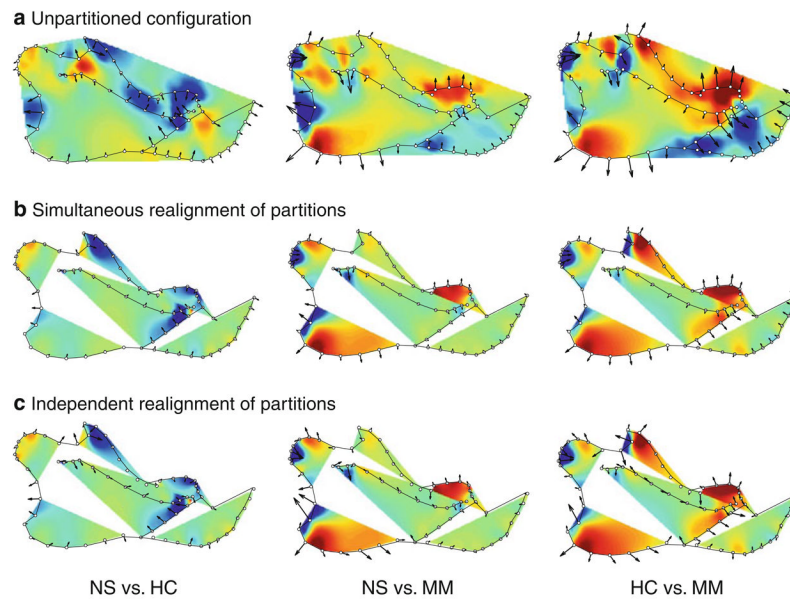 a Unpartitioned configuration
b Simultaneous realignment of partitions
c Independent realignment of partitions
NS vs. HC
NS vs. MM
HC vs. MM